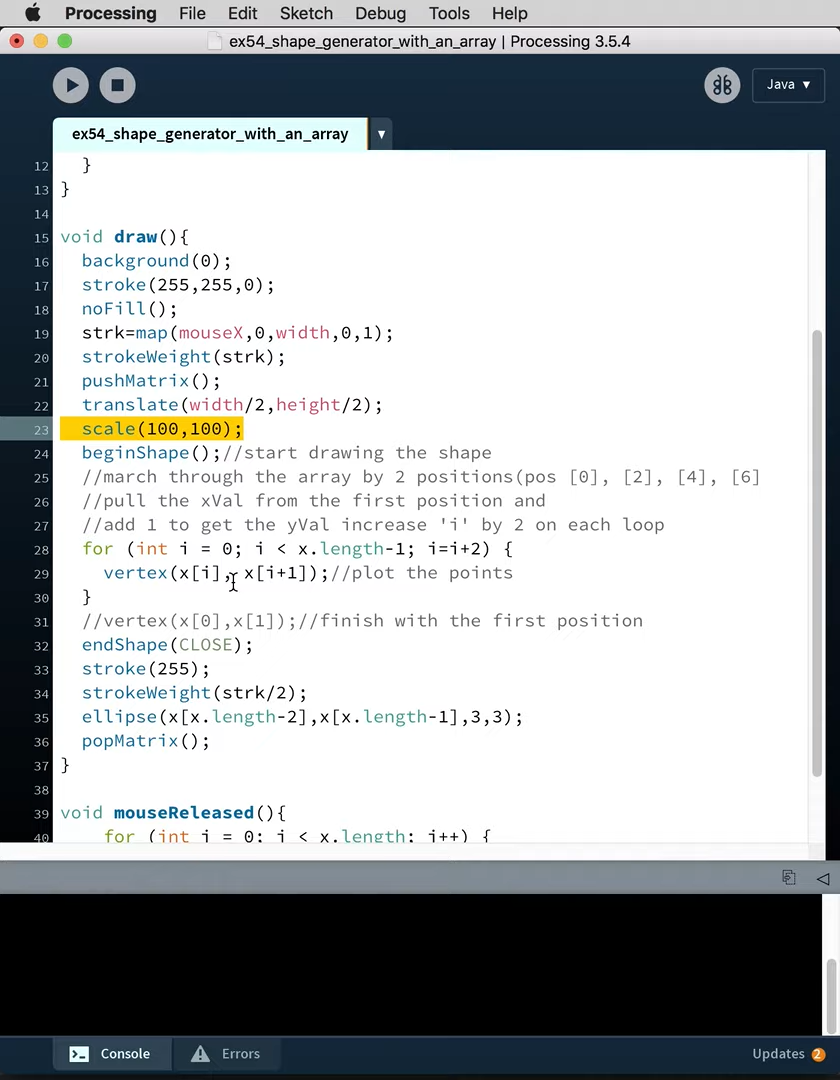 Processing File Edit Sketch Debug Tools Help
ex54_shape_generator_with_an_array | Processing 3.5.4
Java ▼
ex54_shape_generator_with_an_array ▼
12 }
13 }
14
15 void draw(){
16 background(0);
17 stroke(255,255,0);
18 noFill();
19 strk=map(mouseX,0,width,0,1);
20 strokeWeight(strk);
21 pushMatrix();
22 translate(width/2,height/2);
23 scale(100,100);
24 beginShape();//start drawing the shape
25 //march through the array by 2 positions(pos [0], [2], [4], [6]
26 //pull the xVal from the first position and
27 //add 1 to get the yVal increase 'i' by 2 on each loop
28 for (int i = 0; i < x.length-1; i=i+2) {
29 vertex(x[i], x[i+1]);//plot the points
30 }
31 //vertex(x[0],x[1]);//finish with the first position
32 endShape(CLOSE);
33 stroke(255);
34 strokeWeight(strk/2);
35 ellipse(x[x.length-2],x[x.length-1],3,3);
36 popMatrix();
37 }
38
39 void mouseReleased(){
40 for (int i = 0; i < x.length; i++) {
Console Errors Updates 2